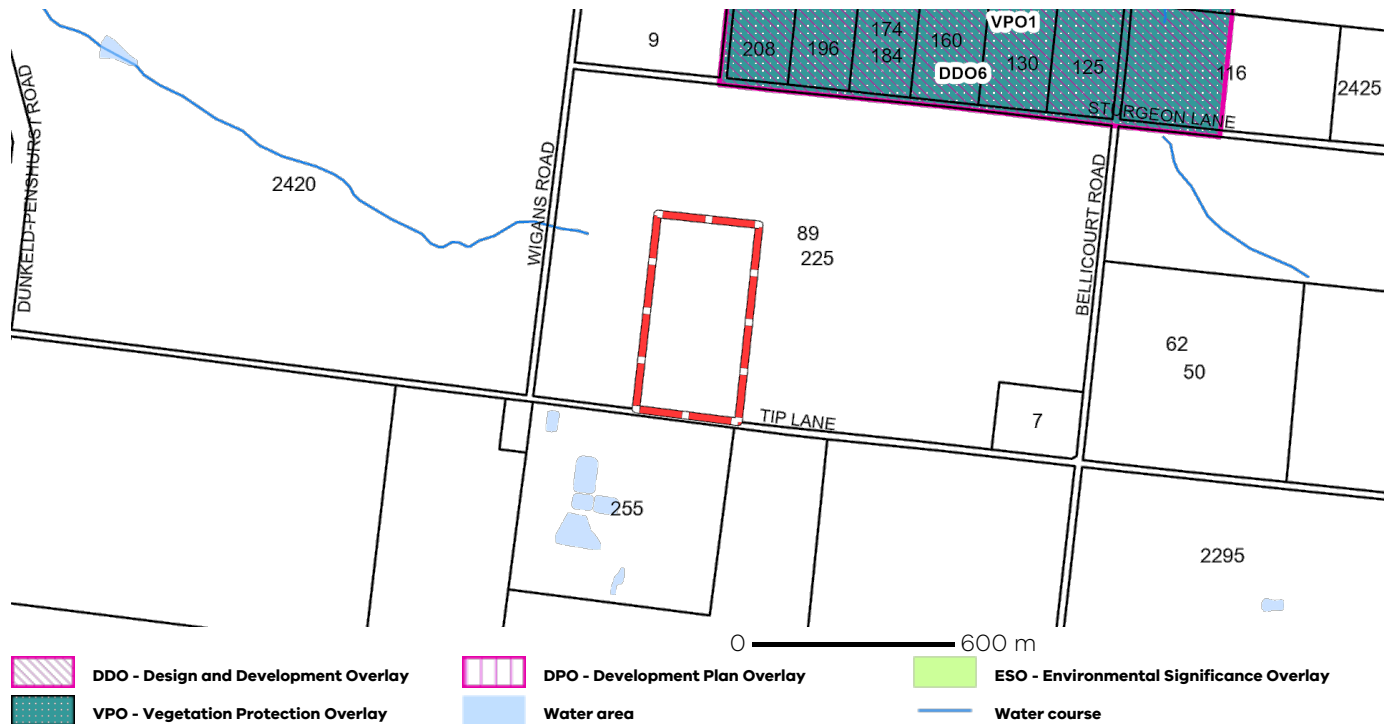 VPO1
174
9
160
208
196
184
130
125
116
DDO6
2425
STURGEON LANE
DUNKELD-PENSHURST ROAD
WIGANS ROAD
BELLICOURT ROAD
2420
89
225
62
50
TIP LANE
7
255
2295
0 600 m
DDO - Design and Development Overlay
DPO - Development Plan Overlay
ESO - Environmental Significance Overlay
VPO - Vegetation Protection Overlay
Water area
Water course